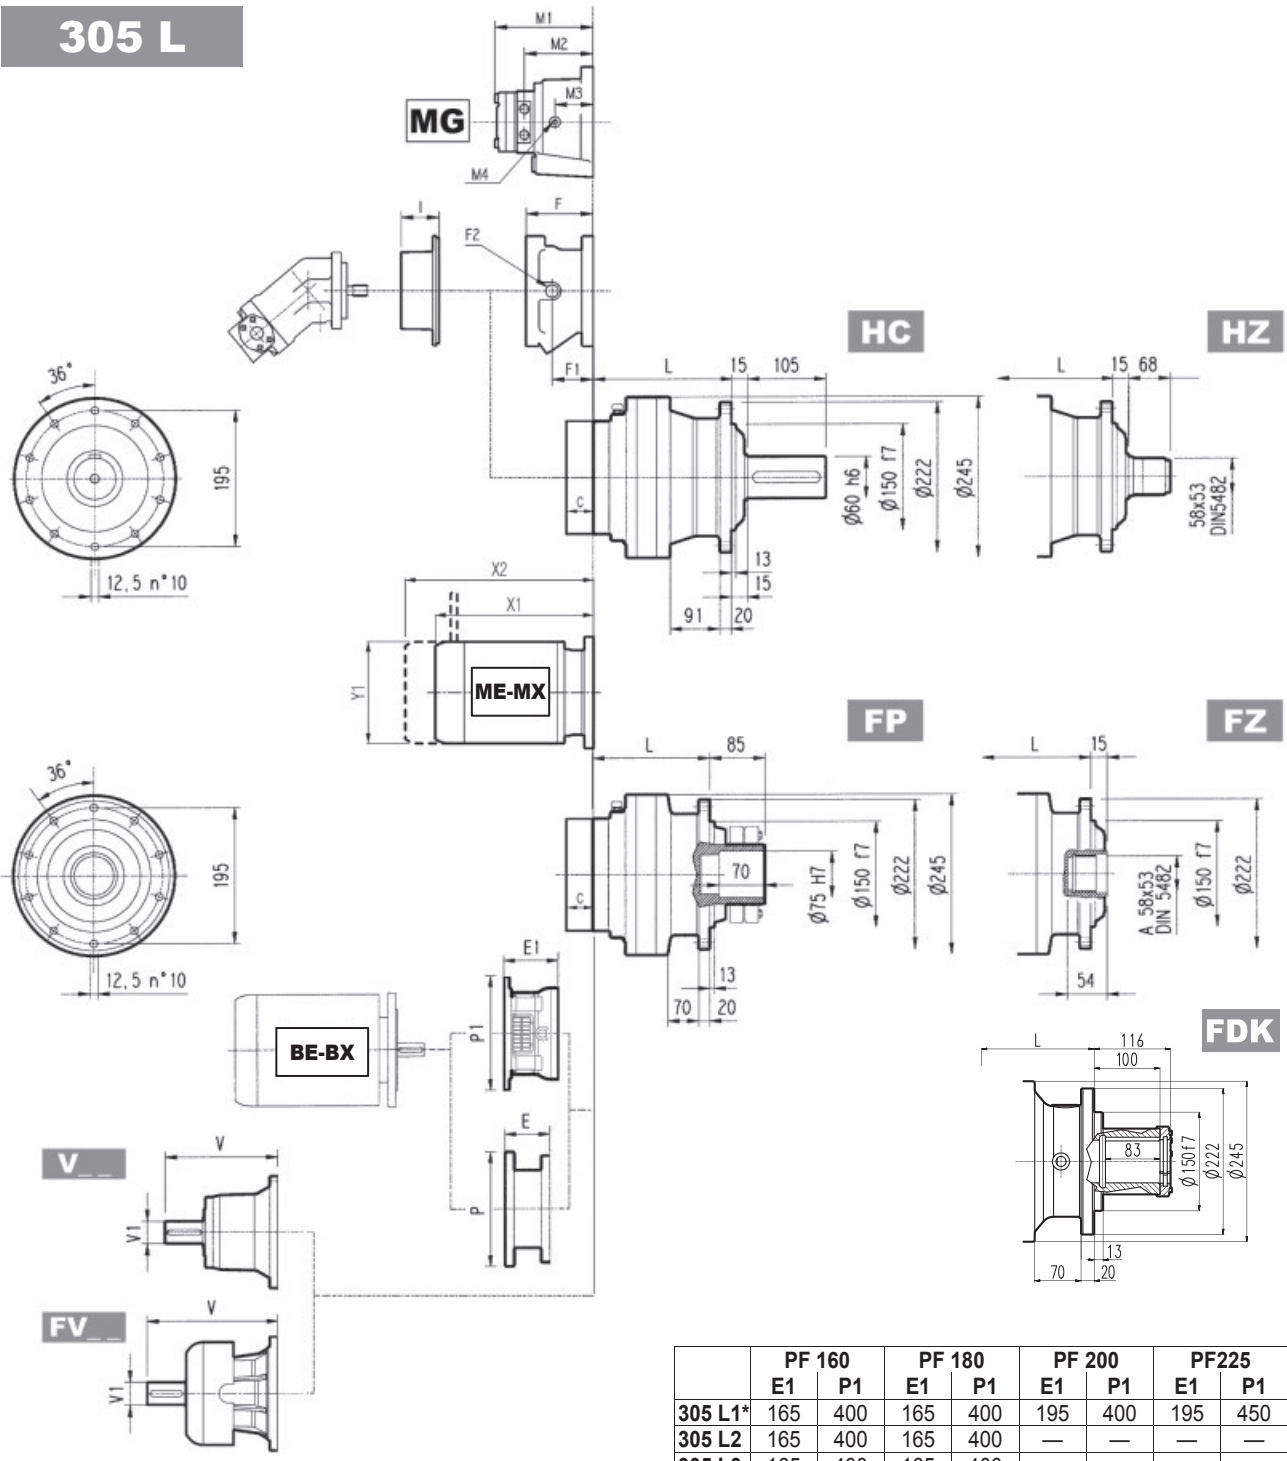 305 L
M1
M2
M3
MG
M4
I
F
F2
HC
HZ
F1
L
15
105
L
15
68
36°
195
C
Ø60 h6
Ø150 f7
Ø222
Ø245
58x53
DIN5482
12,5 n°10
13
15
91
20
X2
X1
Y1
ME-MX
FP
FZ
L
85
L
15
36°
195
C
70
Ø75 H7
Ø150 f7
Ø222
Ø245
A 58x53
DIN 5482
Ø150 f7
Ø222
12,5 n°10
13
70
20
54
E1
P1
BE-BX
FDK
L
116
100
83
Ø150f7
Ø222
Ø245
13
70
20
E
P
V_ _
V
V1
FV_ _
V
V1
PF 160 PF 180 PF 200 PF225
E1 P1 E1 P1 E1 P1 E1 P1
305 L1* 165 400 165 400 195 400 195 450
305 L2 165 400 165 400 — — — —